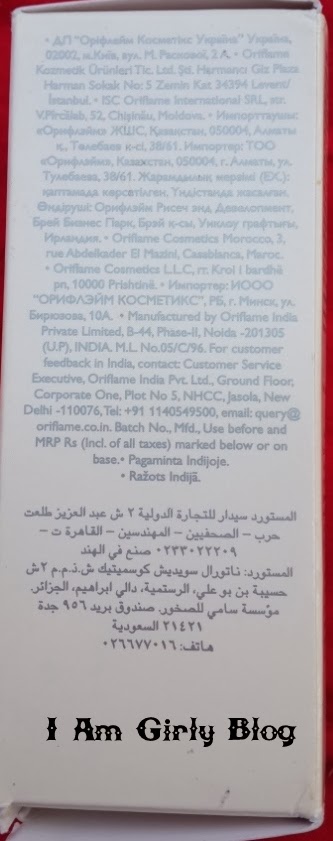 • ДП "Оріфлейм Косметікс Україна" Україна,
02002, м.Київ, вул. М. Раскової, 2А. • Oriflame
Kozmetik Ürünleri Tic. Ltd. Şti. Harmancı Giz Plaza
Harman Sokak No: 5 Zemin Kat 34394 Levent/
İstanbul. • ISC Oriflame International SRL, str.
V.Pîrcălab, 52, Chişinău, Moldova. • Импорттаушы:
«Орифлэйм» ЖШС, Қазақстан, 050004, Алматы
қ., Төлебаев к-сі, 38/61. Импортер: ТОО
«Орифлэйм», Казахстан, 050004, г. Алматы, ул.
Тулебаева, 38/61. Жарамдылық мерзімі (EX.):
қаптамада көрсетілген. Үндістанда жасалған.
Өндіруші: Орифлэйм Рисеч энд Девелопмент,
Брей Бизнес Парк, Брэй қ-сы, Уиклоу графтығы,
Ирландия. • Oriflame Cosmetics Morocco, 3,
rue Abdelkader El Mazini, Casablanca, Maroc.
• Oriflame Cosmetics L.L.C, rr. Kroi I bardhë
pn, 10000 Prishtinë. • Импортер: ИООО
"ОРИФЛЭЙМ КОСМЕТИКС", РБ, г. Минск, ул.
Бирюзова, 10А. • Manufactured by Oriflame India
Private Limited, B-44, Phase-II, Noida -201305
(U.P), INDIA. M.L. No.05/C/96. For customer
feedback in India, contact: Customer Service
Executive, Oriflame India Pvt. Ltd., Ground Floor,
Corporate One, Plot No 5, NHCC, Jasola, New
Delhi -110076, Tel: +91 1140549500, email: query@
oriflame.co.in. Batch No., Mfd., Use before and
MRP Rs (Incl. of all taxes) marked below or on
base.• Pagaminta Indijoje.
• Ražots Indijā.
المستورد سيدار للتجارة الدولية ٢ ش عبد العزيز طلعت
حرب – الصحفيين – المهندسين – القاهرة ت –
٠٢٣٣٠٢٢٢٠٩ صنع في الهند
المستورد: ناتورال سويديش كوسميتيك ش.ذ.م.م ٢ش
حسيبة بن بو علي، الرستمية، دالي ابراهيم، الجزائر.
مؤسسة سامي للصخور. صندوق بريد ٩٥٦ جدة
٢١٤٢١ السعودية
هاتف: ٠٢٦٦٧٧٠١٦
I Am Girly Blog